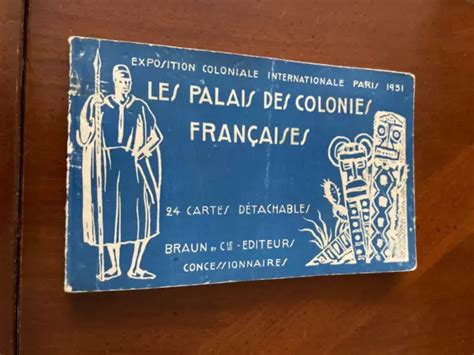 EXPOSITION COLONIALE INTERNATIONALE PARIS 1931
LES PALAIS DES COLONIES
FRANÇAISES
24 CARTES DÉTACHABLES
BRAUN ET CIE - EDITEURS
CONCESSIONNAIRES